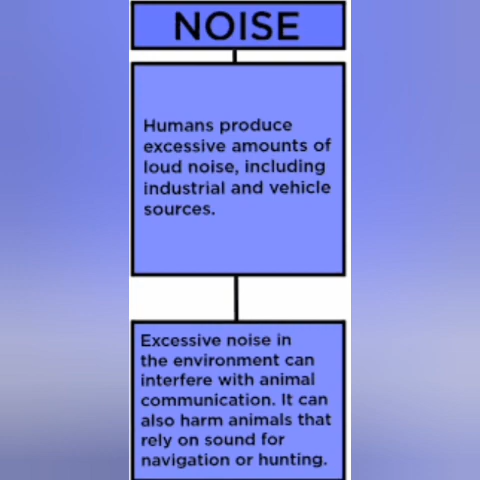 NOISE
Humans produce
excessive amounts of
loud noise, including
industrial and vehicle
sources.
Excessive noise in
the environment can
interfere with animal
communication. It can
also harm animals that
rely on sound for
navigation or hunting.